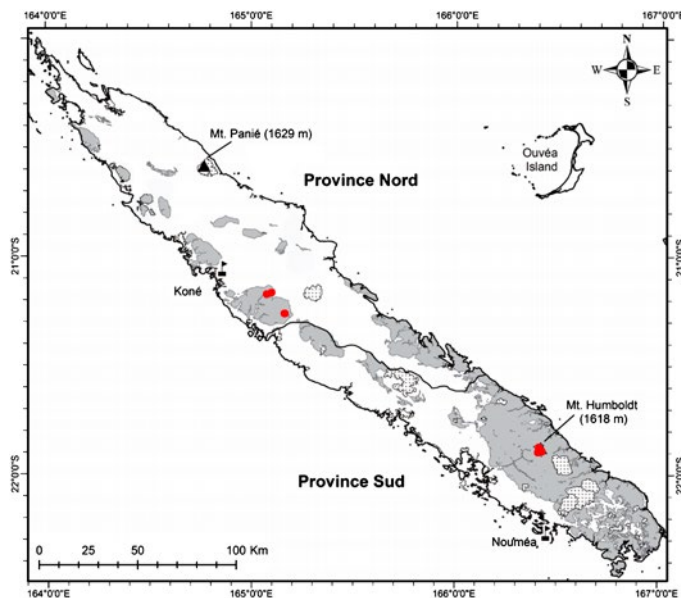 164°0'0"E 165°0'0"E 166°0'0"E 167°0'0"E
N
W E
S
Mt. Panié (1629 m)
Ouvéa
Island
Province Nord
21°0'0"S 21°0'0"S
Koné
Mt. Humboldt
(1618 m)
22°0'0"S 22°0'0"S
Province Sud
Nouméa
0 25 50 100 Km
164°0'0"E 165°0'0"E 166°0'0"E 167°0'0"E